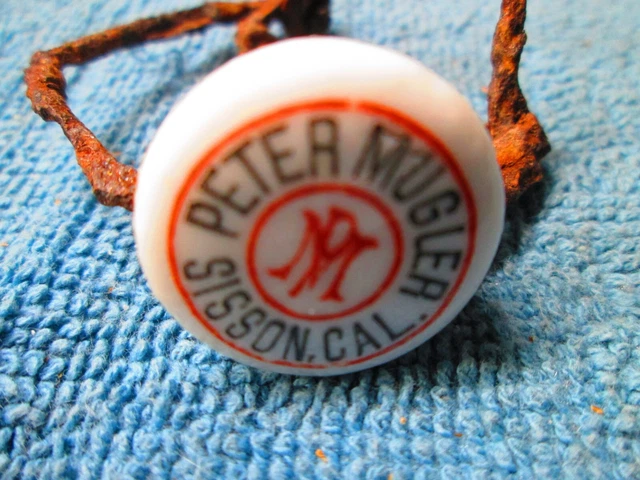 PETER MUGLER
SISSON, CAL.
PM